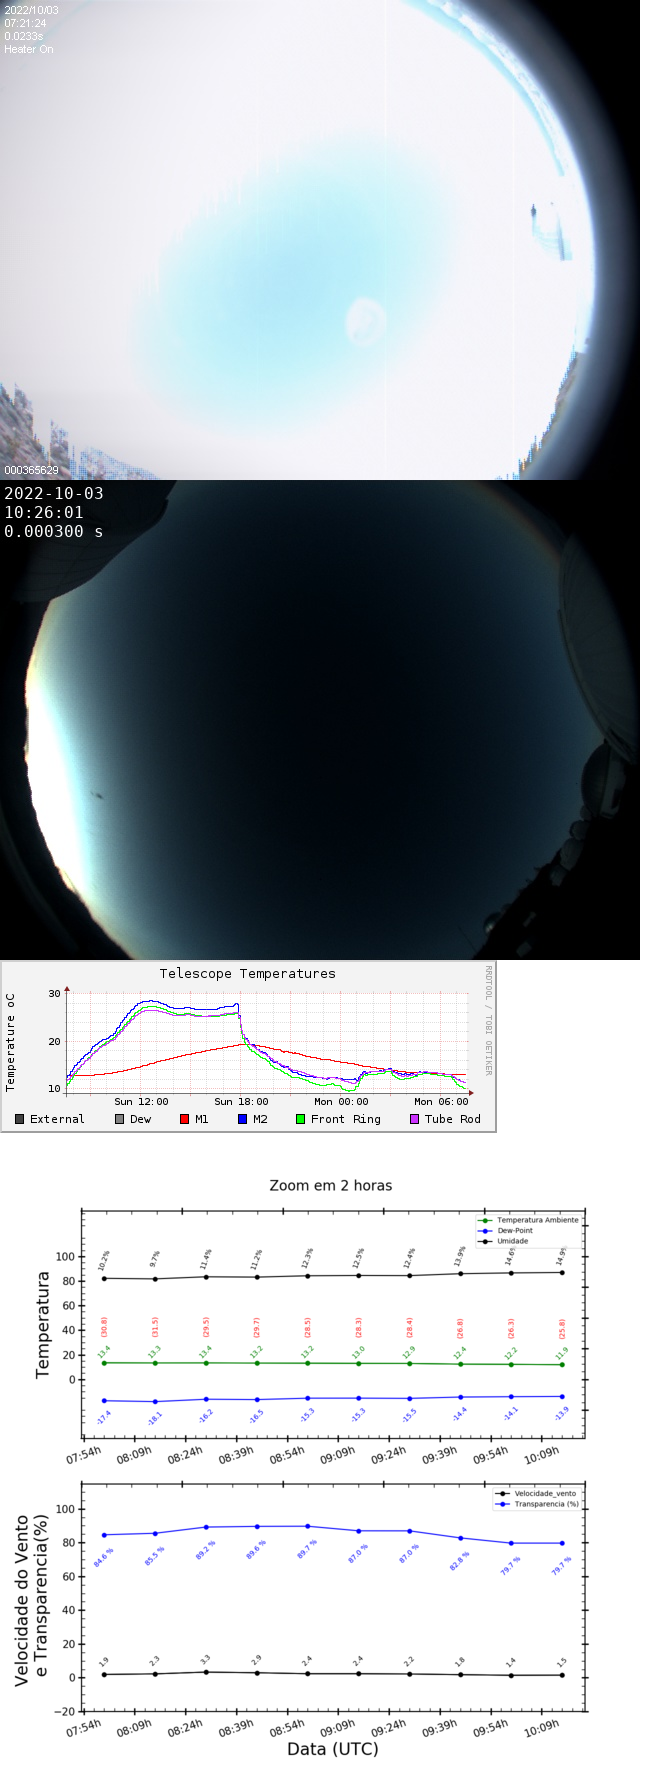 2022/10/03
07:21:24
0.0233s
Heater On
000365629
2022-10-03
10:26:01
0.000300 s
Telescope Temperatures
RRDTOOL / TOBI OETIKER
Temperature oC
30
20
10
Sun 12:00 Sun 18:00 Mon 00:00 Mon 06:00
External Dew M1 M2 Front Ring Tube Rod
Zoom em 2 horas
Temperatura Ambiente
Dew-Point
Umidade
Temperatura
100
80
60
40
20
0
10.2% 9.7% 11.4% 11.2% 12.3% 12.5% 12.4% 13.9% 14.6% 14.9%
(30.8) (31.5) (29.5) (29.7) (28.5) (28.3) (28.4) (26.8) (26.3) (25.8)
13.4 13.3 13.4 13.2 13.2 13.0 12.9 12.4 12.2 11.9
-17.4 -18.1 -16.2 -16.5 -15.3 -15.3 -15.5 -14.4 -14.1 -13.9
07:54h 08:09h 08:24h 08:39h 08:54h 09:09h 09:24h 09:39h 09:54h 10:09h
Velocidade_vento
Transparencia (%)
Velocidade do Vento
e Transparencia(%)
100
80
60
40
20
0
−20
84.6 % 85.5 % 89.2 % 89.6 % 89.7 % 87.0 % 87.0 % 82.8 % 79.7 % 79.7 %
1.9 2.3 3.3 2.9 2.4 2.4 2.2 1.8 1.4 1.5
07:54h 08:09h 08:24h 08:39h 08:54h 09:09h 09:24h 09:39h 09:54h 10:09h
Data (UTC)